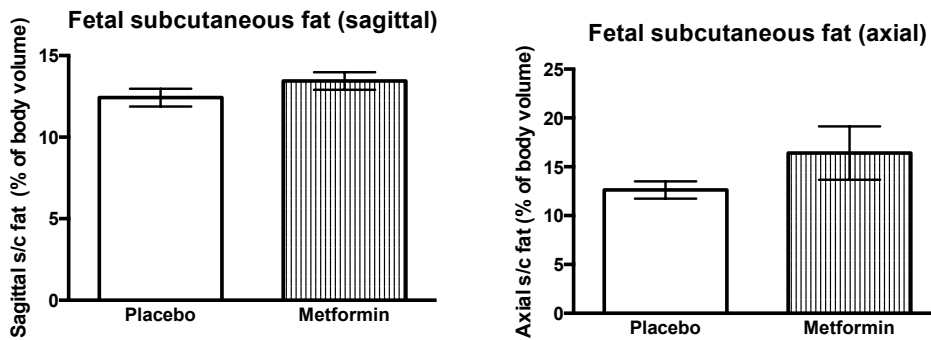 Fetal subcutaneous fat (sagittal)
Sagittal s/c fat (% of body volume)
15
10
5
0
Placebo
Metformin
Fetal subcutaneous fat (axial)
Axial s/c fat (% of body volume)
25
20
15
10
5
0
Placebo
Metformin